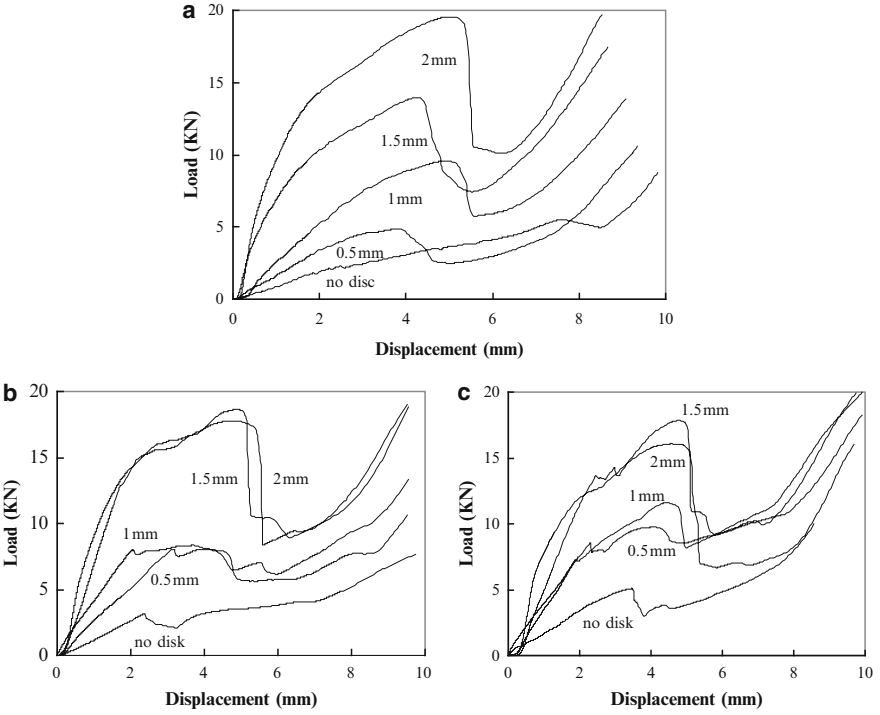 a
20
15
10
5
0
Load (KN)
2mm
1.5mm
1mm
0.5mm
no disc
0 2 4 6 8 10
Displacement (mm)
b
20
15
10
5
0
Load (KN)
1.5mm 2mm
1mm
0.5mm
no disk
0 2 4 6 8 10
Displacement (mm)
c
20
15
10
5
0
Load (KN)
1.5mm
2mm
1mm
0.5mm
no disk
0 2 4 6 8 10
Displacement (mm)